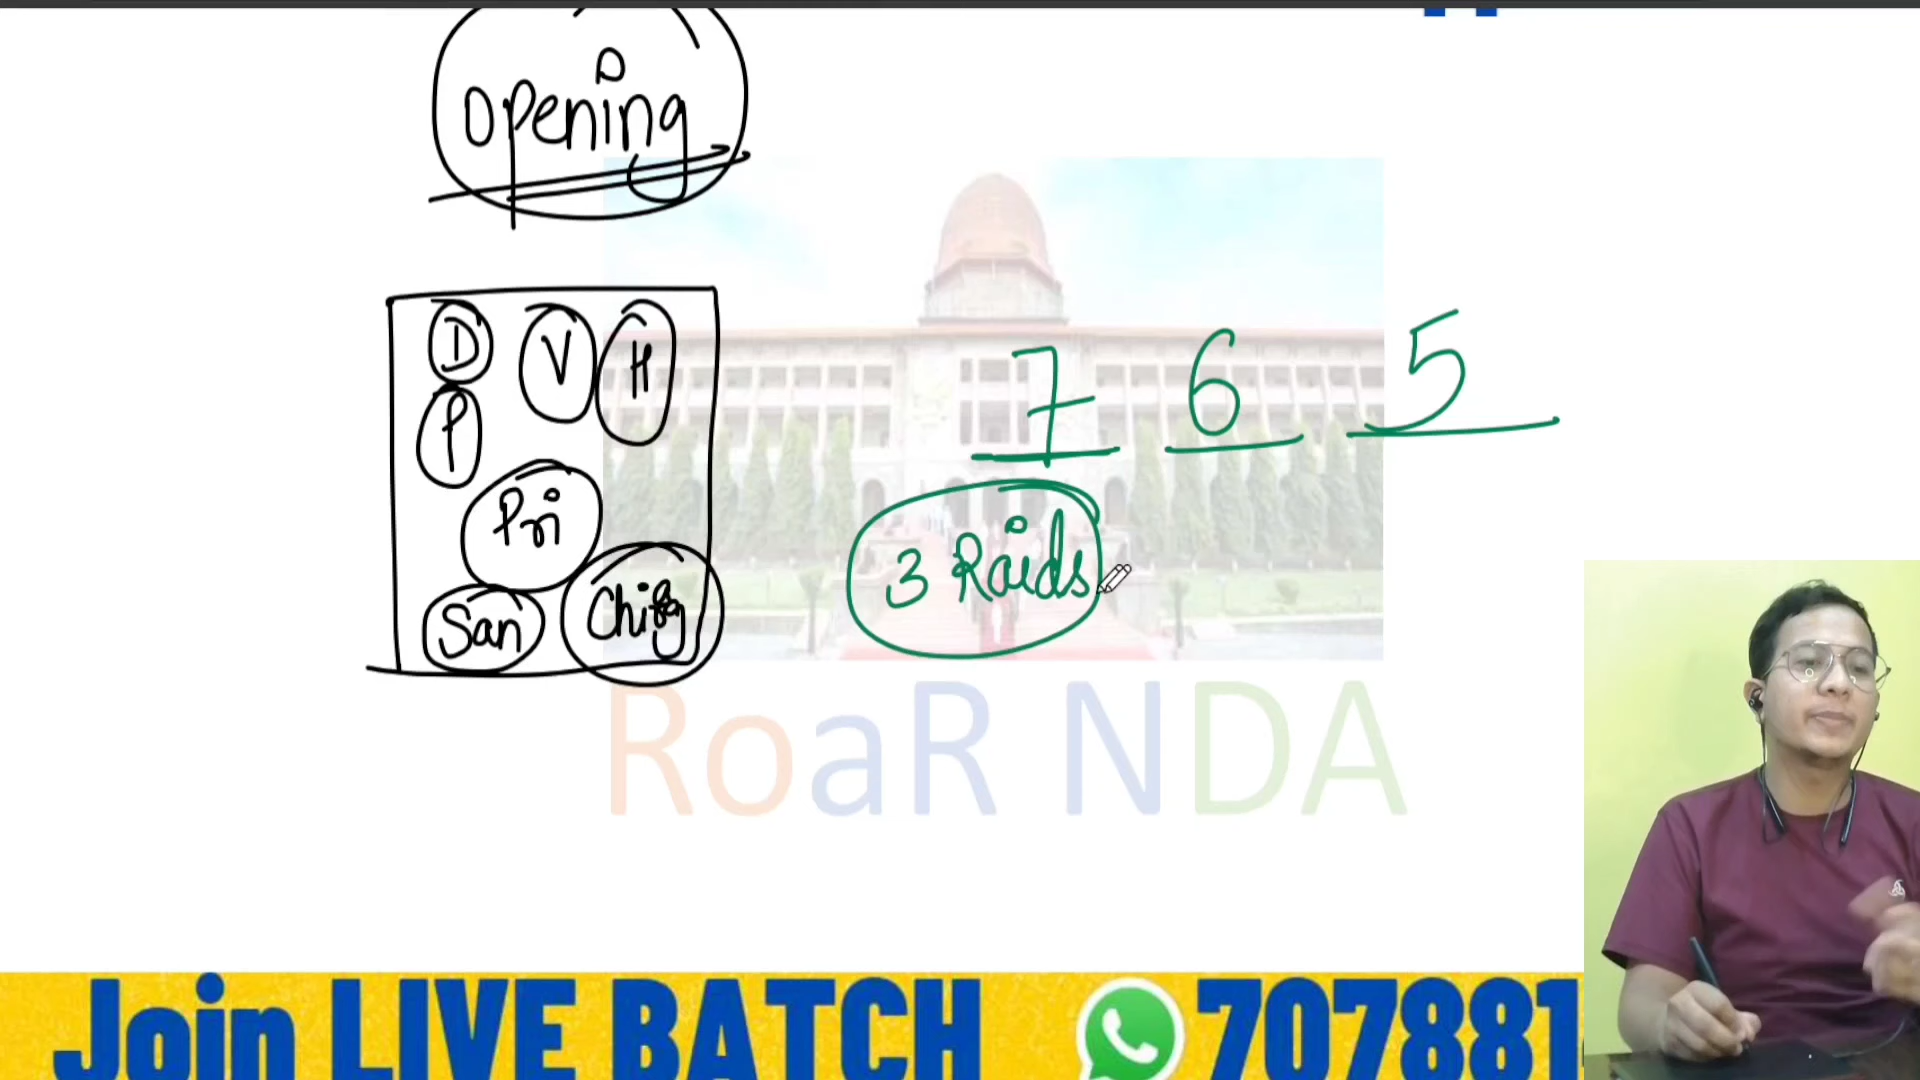 Opening
D V H
P
Pri
San
7 6 5
3 Raids
RoaR NDA
Join LIVE BATCH 707881